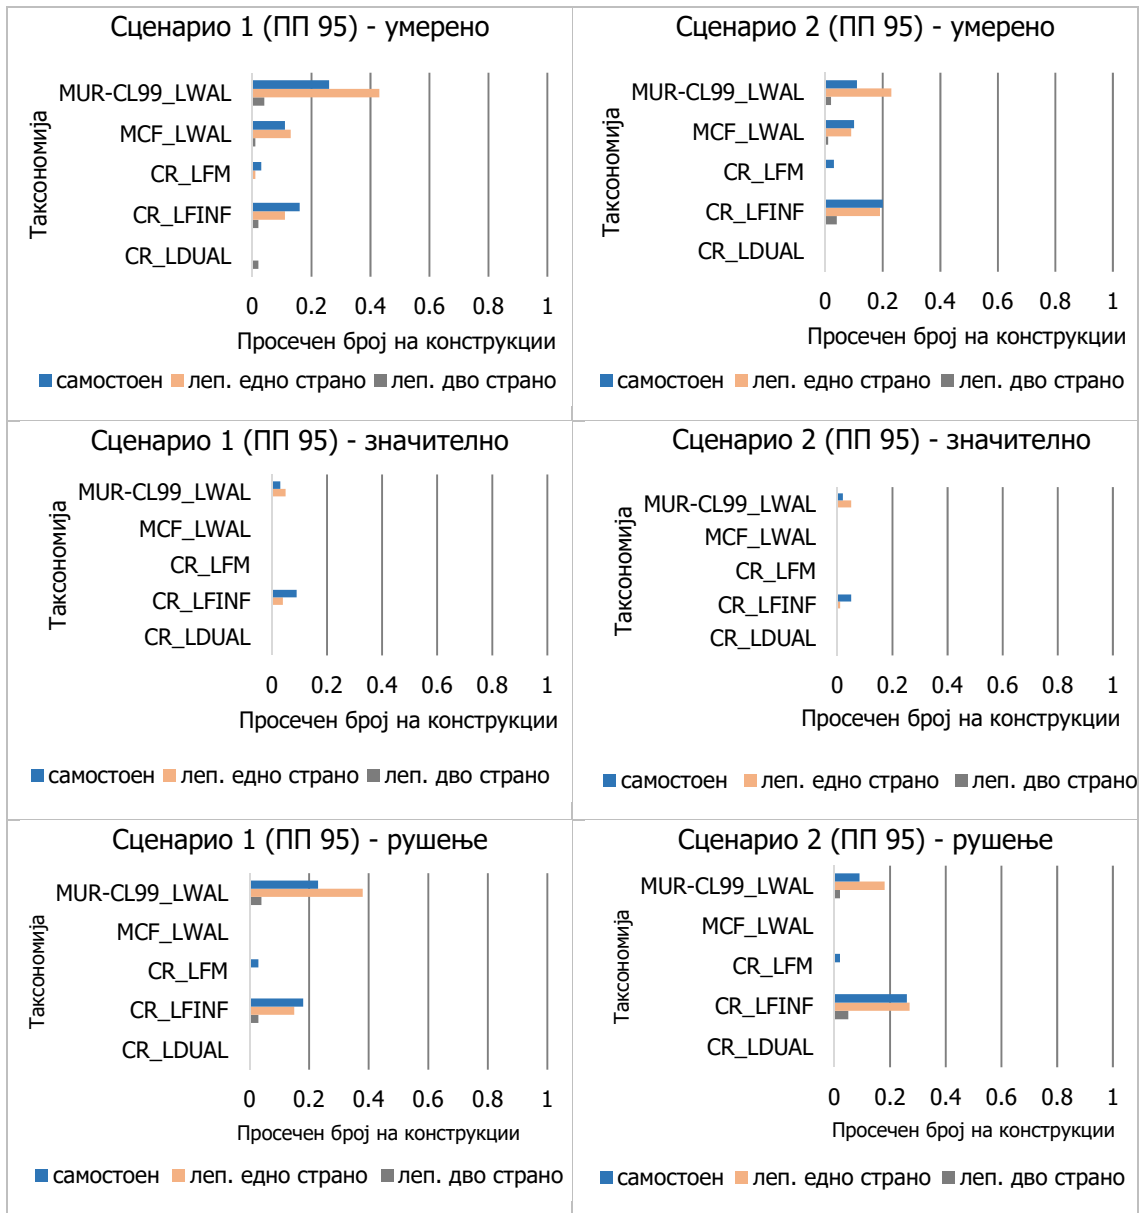 Сценарио 1 (ПП 95) - умерено
Таксономија
MUR-CL99_LWAL
MCF_LWAL
CR_LFM
CR_LFINF
CR_LDUAL
0 0.2 0.4 0.6 0.8 1
Просечен број на конструкции
самостоен леп. едно страно леп. дво страно
Сценарио 2 (ПП 95) - умерено
Таксономија
MUR-CL99_LWAL
MCF_LWAL
CR_LFM
CR_LFINF
CR_LDUAL
0 0.2 0.4 0.6 0.8 1
Просечен број на конструкции
самостоен леп. едно страно леп. дво страно
Сценарио 1 (ПП 95) - значително
Таксономија
MUR-CL99_LWAL
MCF_LWAL
CR_LFM
CR_LFINF
CR_LDUAL
0 0.2 0.4 0.6 0.8 1
Просечен број на конструкции
самостоен леп. едно страно леп. дво страно
Сценарио 2 (ПП 95) - значително
Таксономија
MUR-CL99_LWAL
MCF_LWAL
CR_LFM
CR_LFINF
CR_LDUAL
0 0.2 0.4 0.6 0.8 1
Просечен број на конструкции
самостоен леп. едно страно леп. дво страно
Сценарио 1 (ПП 95) - рушење
Таксономија
MUR-CL99_LWAL
MCF_LWAL
CR_LFM
CR_LFINF
CR_LDUAL
0 0.2 0.4 0.6 0.8 1
Просечен број на конструкции
самостоен леп. едно страно леп. дво страно
Сценарио 2 (ПП 95) - рушење
Таксономија
MUR-CL99_LWAL
MCF_LWAL
CR_LFM
CR_LFINF
CR_LDUAL
0 0.2 0.4 0.6 0.8 1
Просечен број на конструкции
самостоен леп. едно страно леп. дво страно